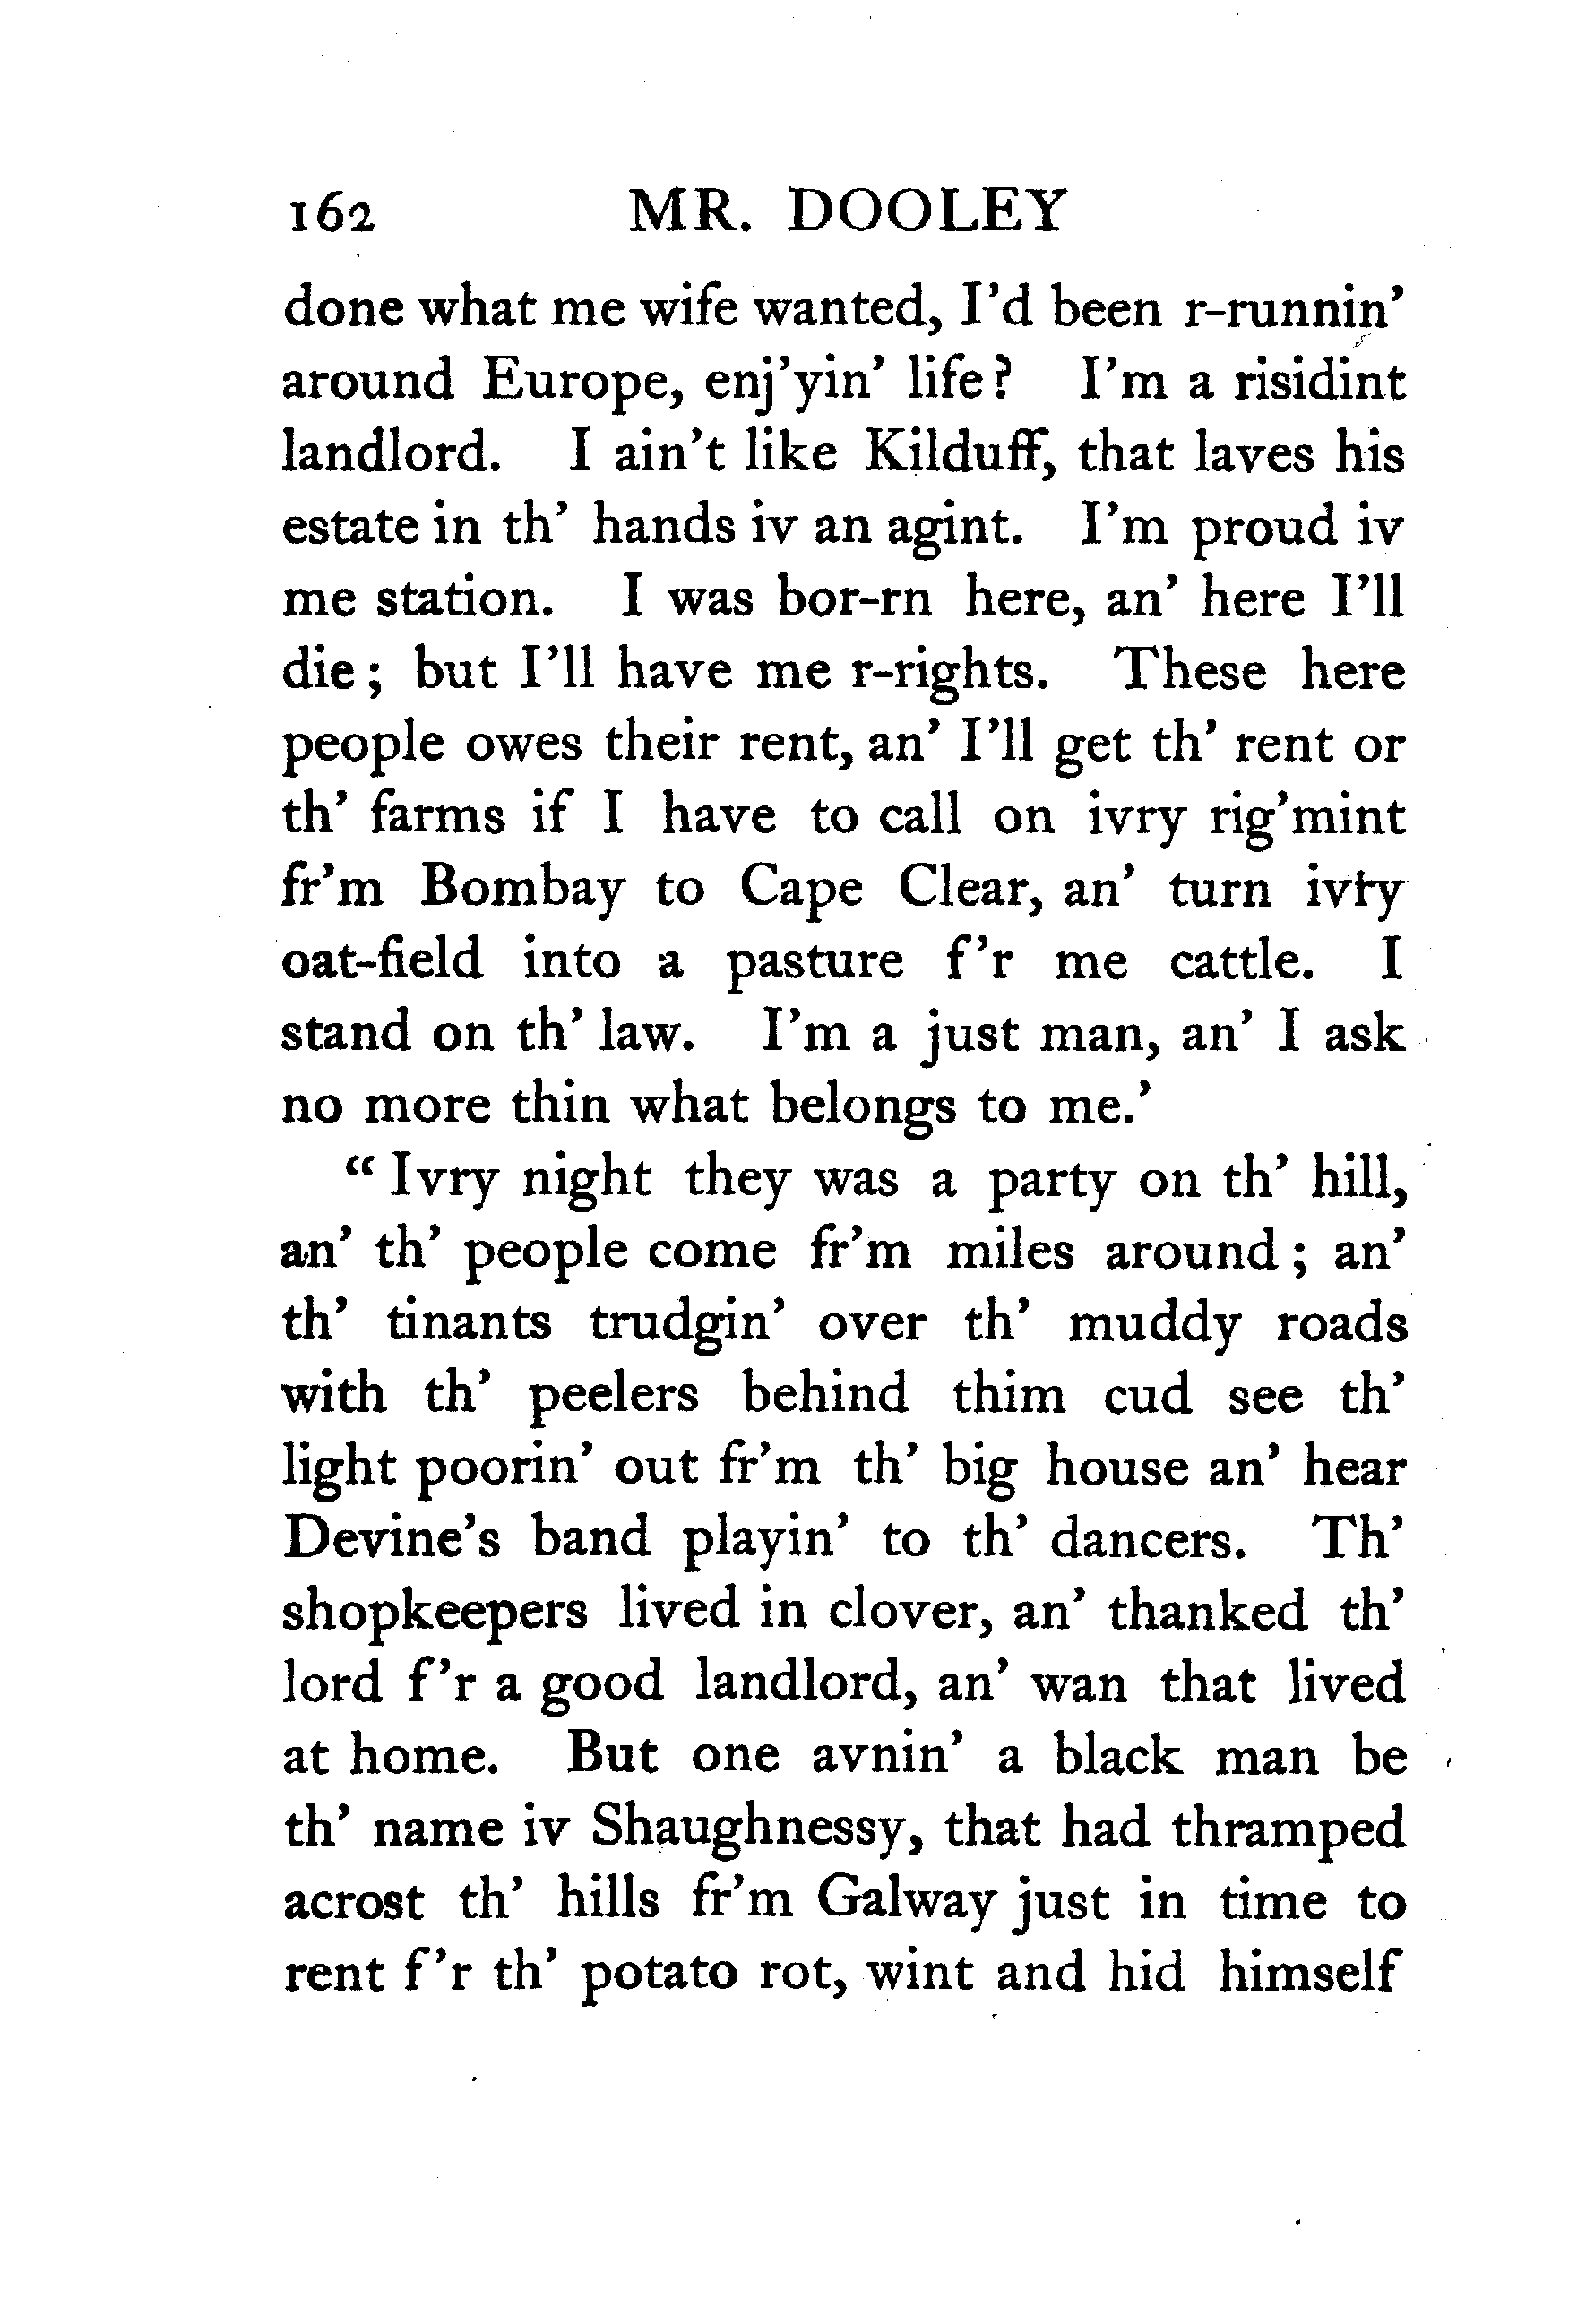 162 MR. DOOLEY
done what me wife wanted, I'd been r-runnin'
around Europe, enj'yin' life? I'm a risidint
landlord. I ain't like Kilduff, that laves his
estate in th' hands iv an agint. I'm proud iv
me station. I was bor-rn here, an' here I'll
die; but I'll have me r-rights. These here
people owes their rent, an' I'll get th' rent or
th' farms if I have to call on ivry rig'mint
fr'm Bombay to Cape Clear, an' turn ivry
oat-field into a pasture f'r me cattle. I
stand on th' law. I'm a just man, an' I ask
no more thin what belongs to me.'
"Ivry night they was a party on th' hill,
an' th' people come fr'm miles around; an'
th' tinants trudgin' over th' muddy roads
with th' peelers behind thim cud see th'
light poorin' out fr'm th' big house an' hear
Devine's band playin' to th' dancers. Th'
shopkeepers lived in clover, an' thanked th'
lord f'r a good landlord, an' wan that lived
at home. But one avnin' a black man be
th' name iv Shaughnessy, that had thramped
acrost th' hills fr'm Galway just in time to
rent f'r th' potato rot, wint and hid himself